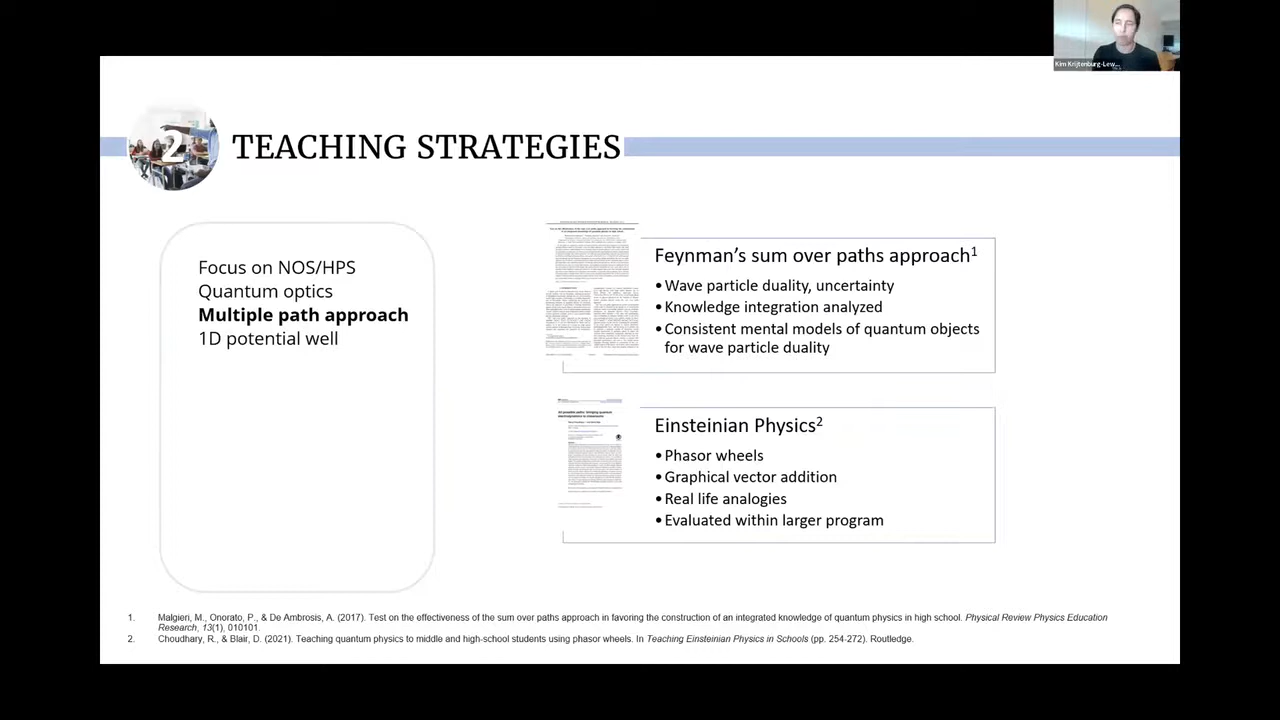 Kim Krijtenburg-Lew...
2
TEACHING STRATEGIES
Focus on NOS/HPS
Quantum optics
Multiple path approach
1D potential well
Feynman's sum over paths approach1
•Wave particle duality, uncertainty
•Knowledge integration analyzed
•Consistent mental models of quantum objects
for wave particle duality
Einsteinian Physics2
•Phasor wheels
•Graphical vector addition
•Real life analogies
•Evaluated within larger program
1. Malgieri, M., Onorato, P., & De Ambrosis, A. (2017). Test on the effectiveness of the sum over paths approach in favoring the construction of an integrated knowledge of quantum physics in high school. Physical Review Physics Education
Research, 13(1), 010101.
2. Choudhary, R., & Blair, D. (2021). Teaching quantum physics to middle and high-school students using phasor wheels. In Teaching Einsteinian Physics in Schools (pp. 254-272). Routledge.